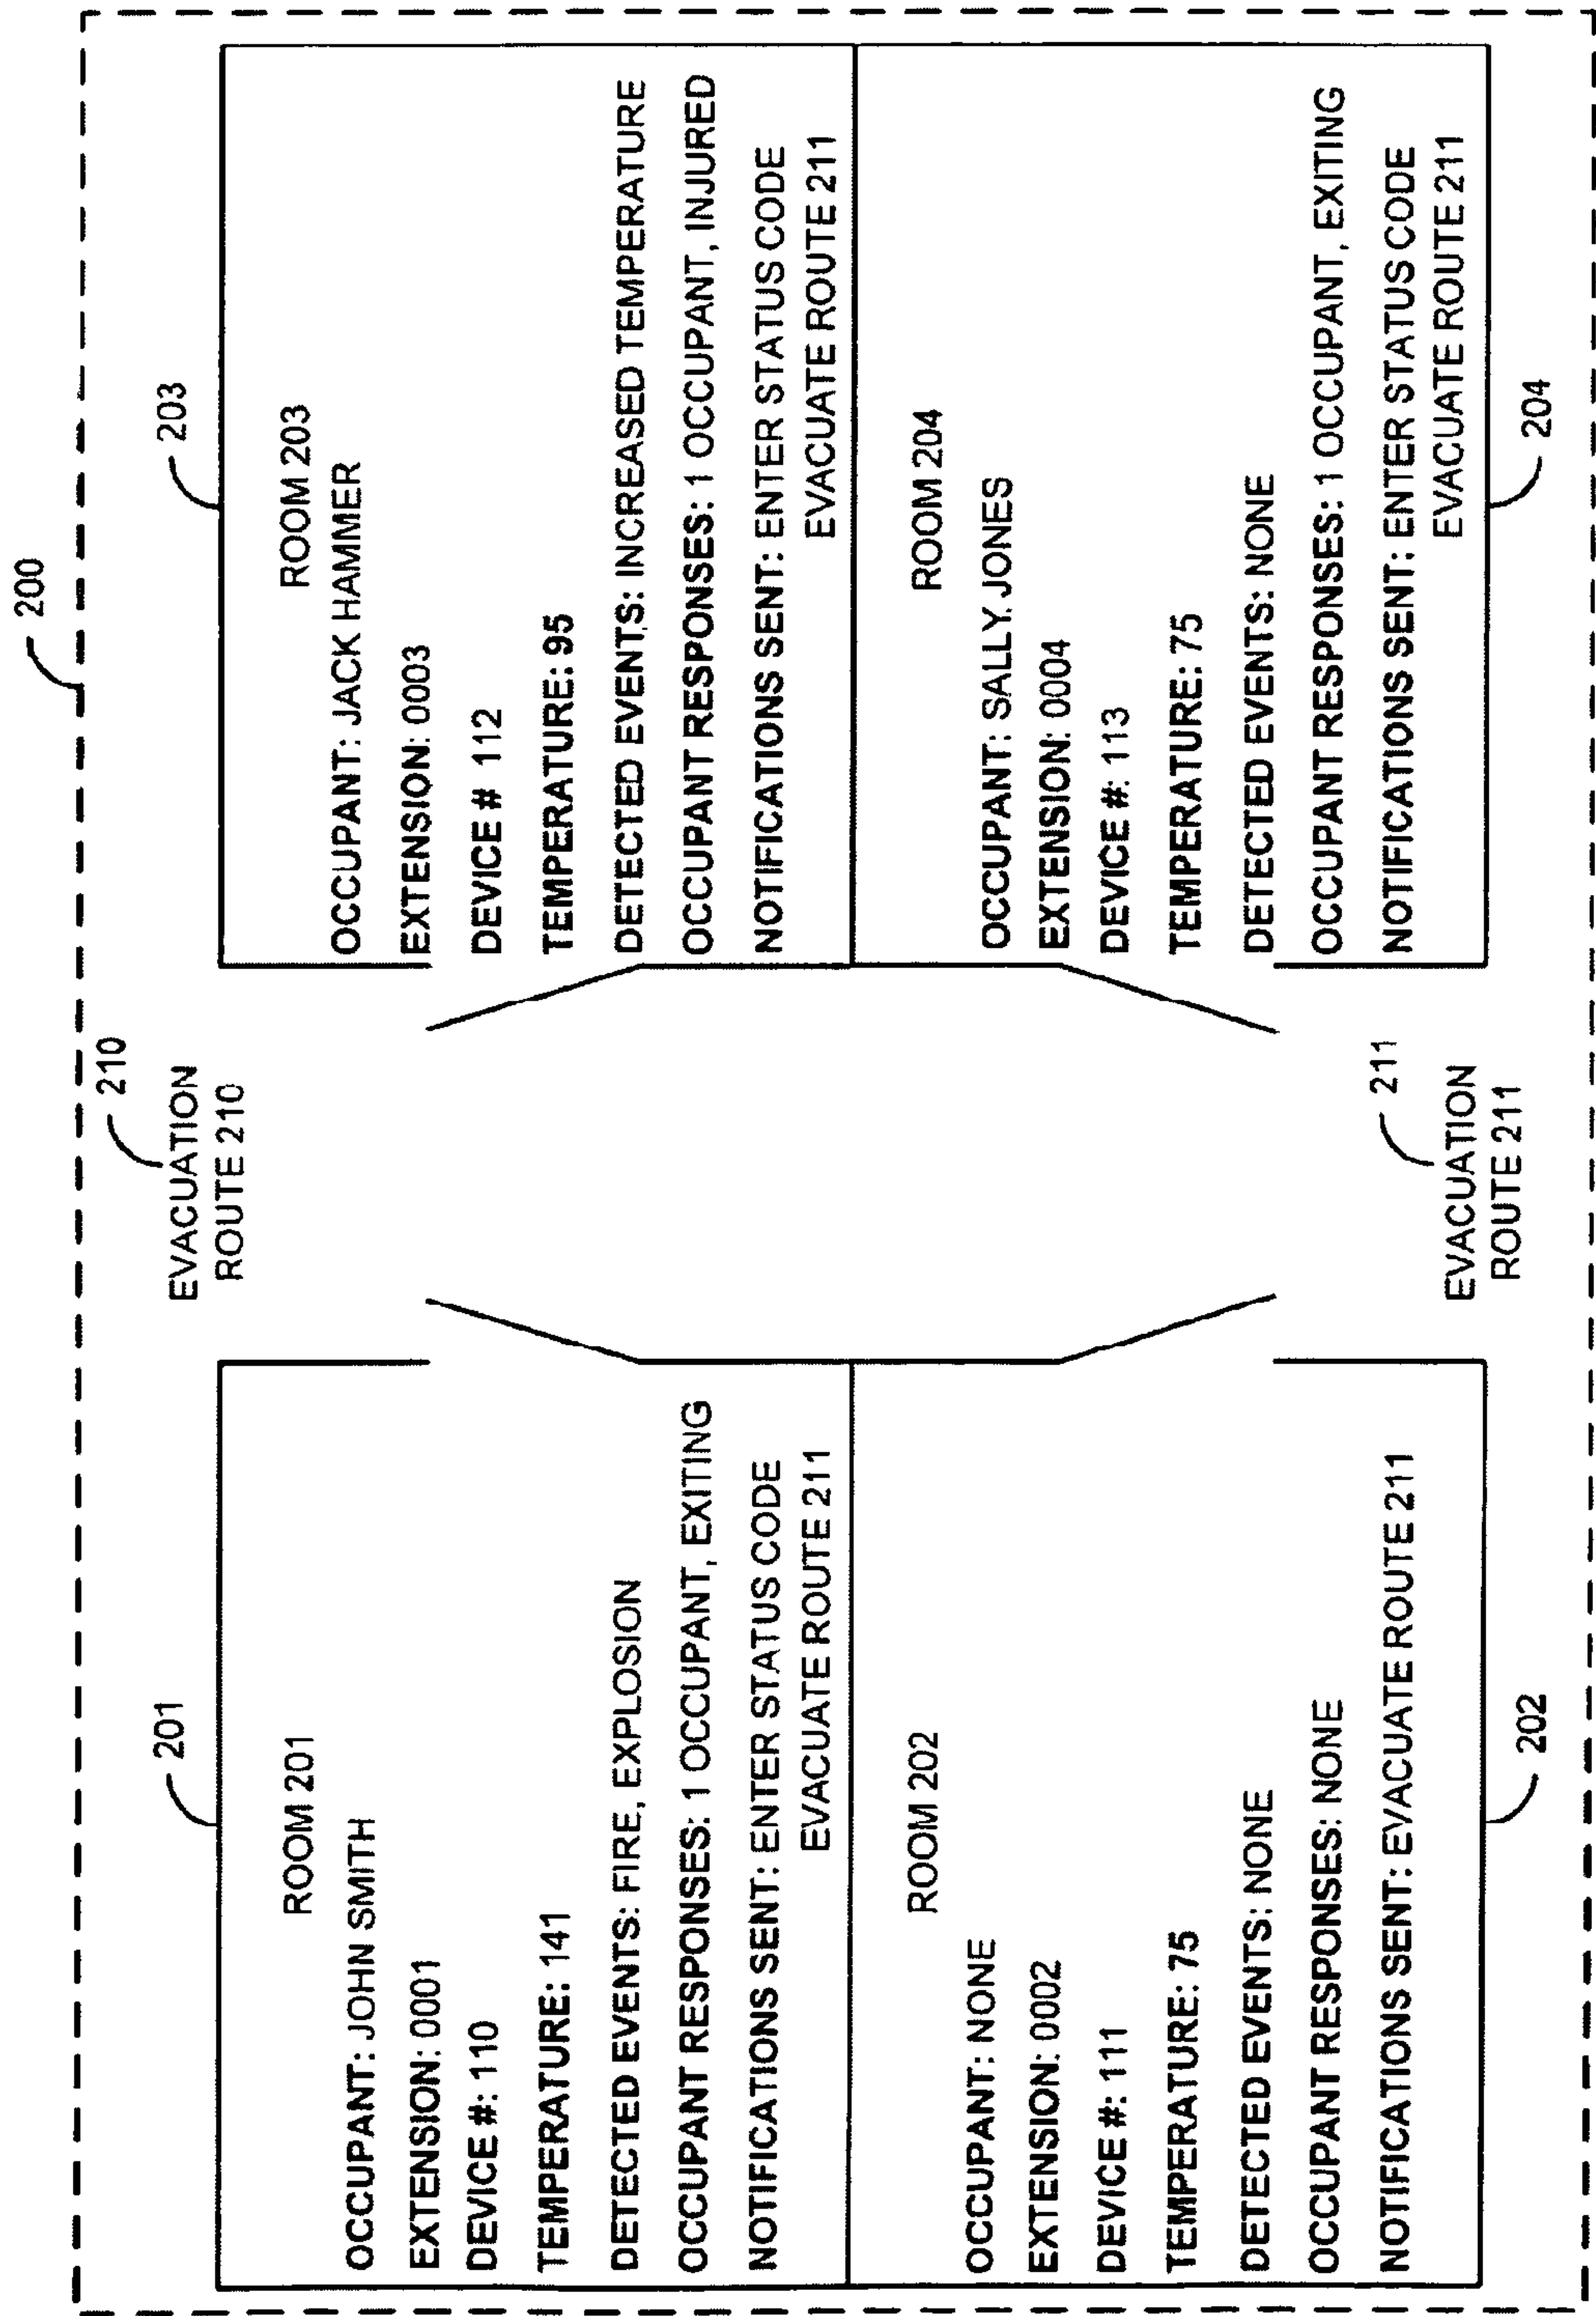 200
201
ROOM 201
OCCUPANT: JOHN SMITH
EXTENSION: 0001
DEVICE #: 110
TEMPERATURE: 141
DETECTED EVENTS: FIRE, EXPLOSION
OCCUPANT RESPONSES: 1 OCCUPANT, EXITING
NOTIFICATIONS SENT: ENTER STATUS CODE
EVACUATE ROUTE 211
ROOM 202
OCCUPANT: NONE
EXTENSION: 0002
DEVICE #: 111
TEMPERATURE: 75
DETECTED EVENTS: NONE
OCCUPANT RESPONSES: NONE
NOTIFICATIONS SENT: EVACUATE ROUTE 211
202
210
EVACUATION
ROUTE 210
211
EVACUATION
ROUTE 211
203
ROOM 203
OCCUPANT: JACK HAMMER
EXTENSION: 0003
DEVICE # 112
TEMPERATURE: 95
DETECTED EVENTS: INCREASED TEMPERATURE
OCCUPANT RESPONSES: 1 OCCUPANT, INJURED
NOTIFICATIONS SENT: ENTER STATUS CODE
EVACUATE ROUTE 211
ROOM 204
OCCUPANT: SALLY JONES
EXTENSION: 0004
DEVICE #: 113
TEMPERATURE: 75
DETECTED EVENTS: NONE
OCCUPANT RESPONSES: 1 OCCUPANT, EXITING
NOTIFICATIONS SENT: ENTER STATUS CODE
EVACUATE ROUTE 211
204